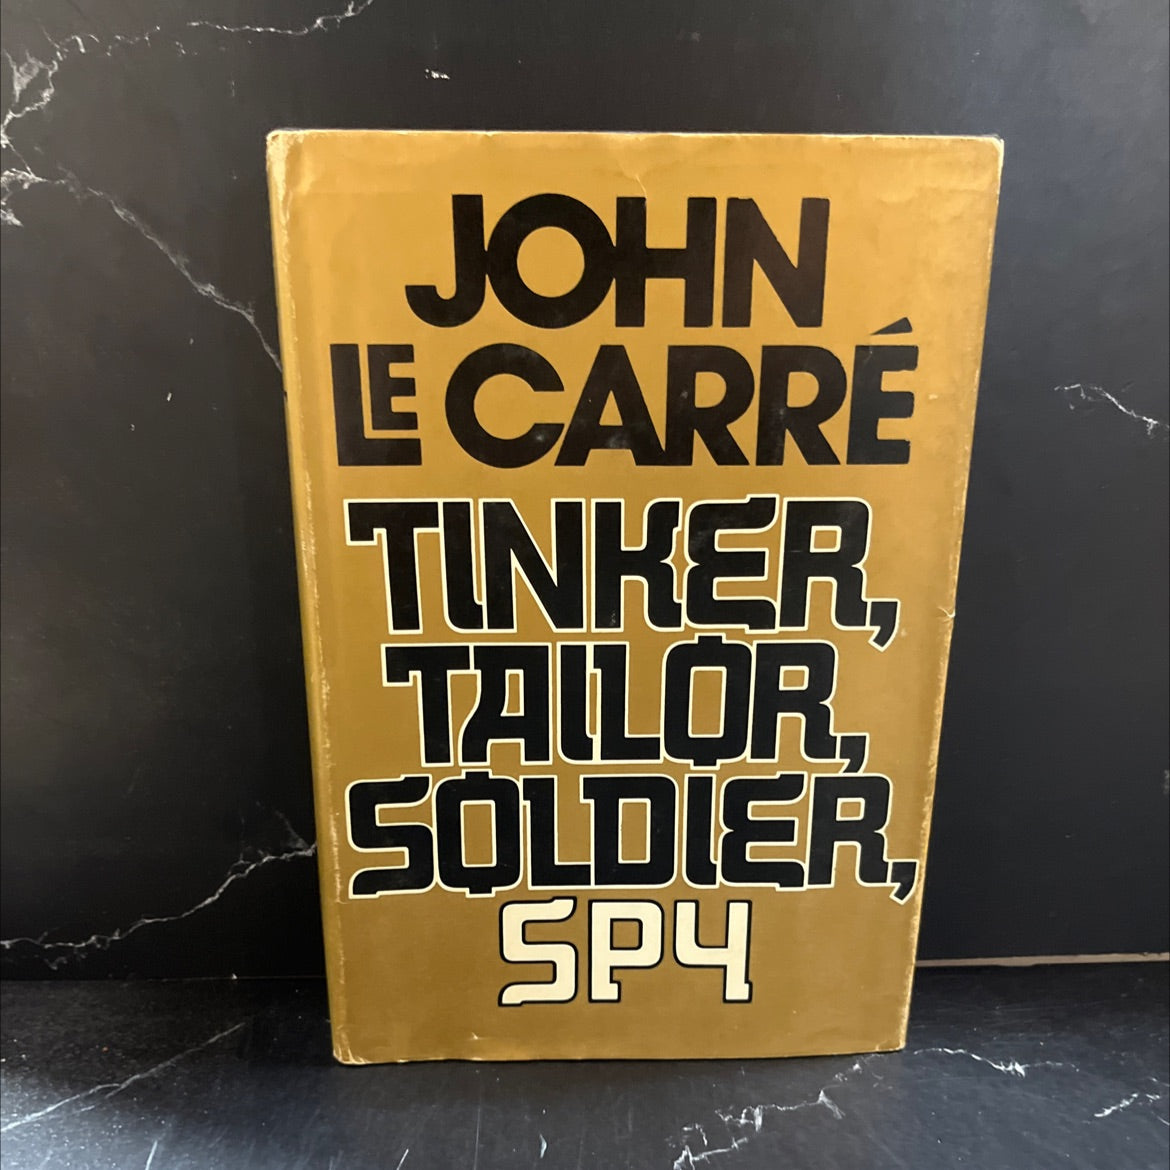 JOHN
LE CARRÉ
TINKER,
TAILOR,
SOLDIER,
SPY